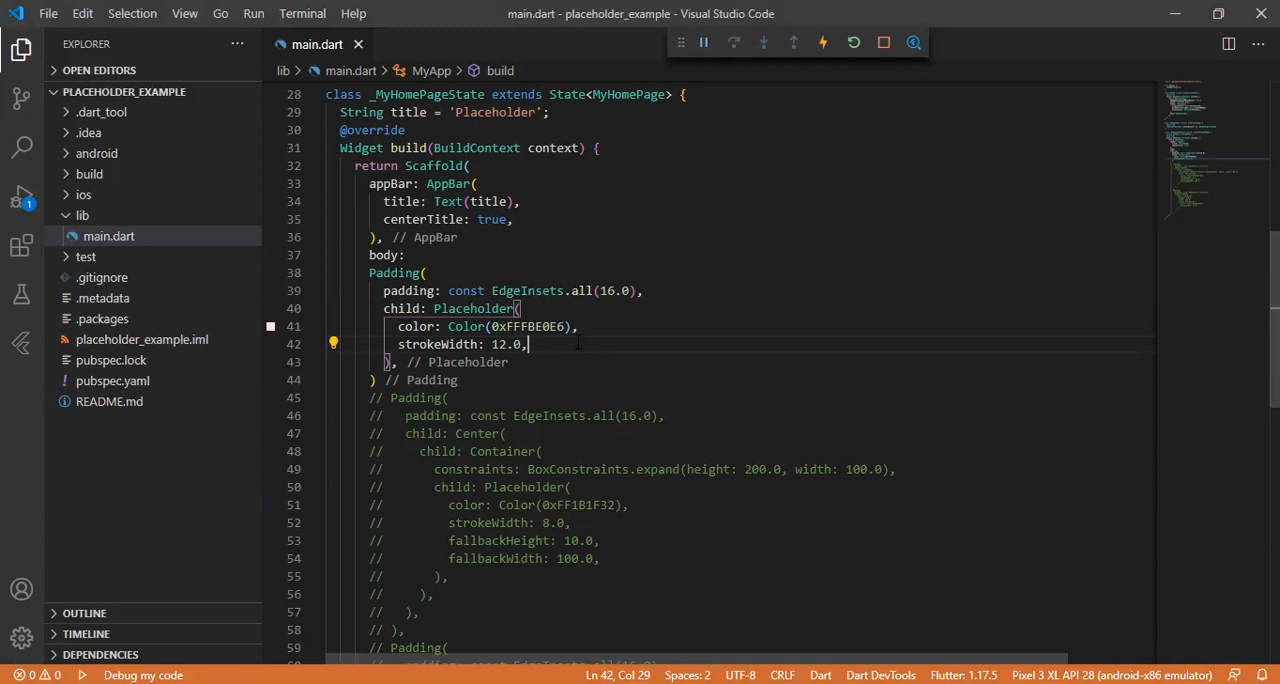 File Edit Selection View Go Run Terminal Help
main.dart - placeholder_example - Visual Studio Code
EXPLORER
OPEN EDITORS
PLACEHOLDER_EXAMPLE
.dart_tool
.idea
android
build
ios
lib
main.dart
test
.gitignore
.metadata
.packages
placeholder_example.iml
pubspec.lock
pubspec.yaml
README.md
OUTLINE
TIMELINE
DEPENDENCIES
1
main.dart
lib > main.dart > MyApp > build
28 class _MyHomePageState extends State<MyHomePage> {
29 String title = 'Placeholder';
30 @override
31 Widget build(BuildContext context) {
32 return Scaffold(
33 appBar: AppBar(
34 title: Text(title),
35 centerTitle: true,
36 ), // AppBar
37 body:
38 Padding(
39 padding: const EdgeInsets.all(16.0),
40 child: Placeholder(
41 color: Color(0xFFFBE0E6),
42 strokeWidth: 12.0,
43 ), // Placeholder
44 ) // Padding
45 // Padding(
46 // padding: const EdgeInsets.all(16.0),
47 // child: Center(
48 // child: Container(
49 // constraints: BoxConstraints.expand(height: 200.0, width: 100.0),
50 // child: Placeholder(
51 // color: Color(0xFF1B1F32),
52 // strokeWidth: 8.0,
53 // fallbackHeight: 10.0,
54 // fallbackWidth: 100.0,
55 // ),
56 // ),
57 // ),
58 // ),
59 // Padding(
0 0 Debug my code Ln 42, Col 29 Spaces: 2 UTF-8 CRLF Dart Dart DevTools Flutter: 1.17.5 Pixel 3 XL API 28 (android-x86 emulator)